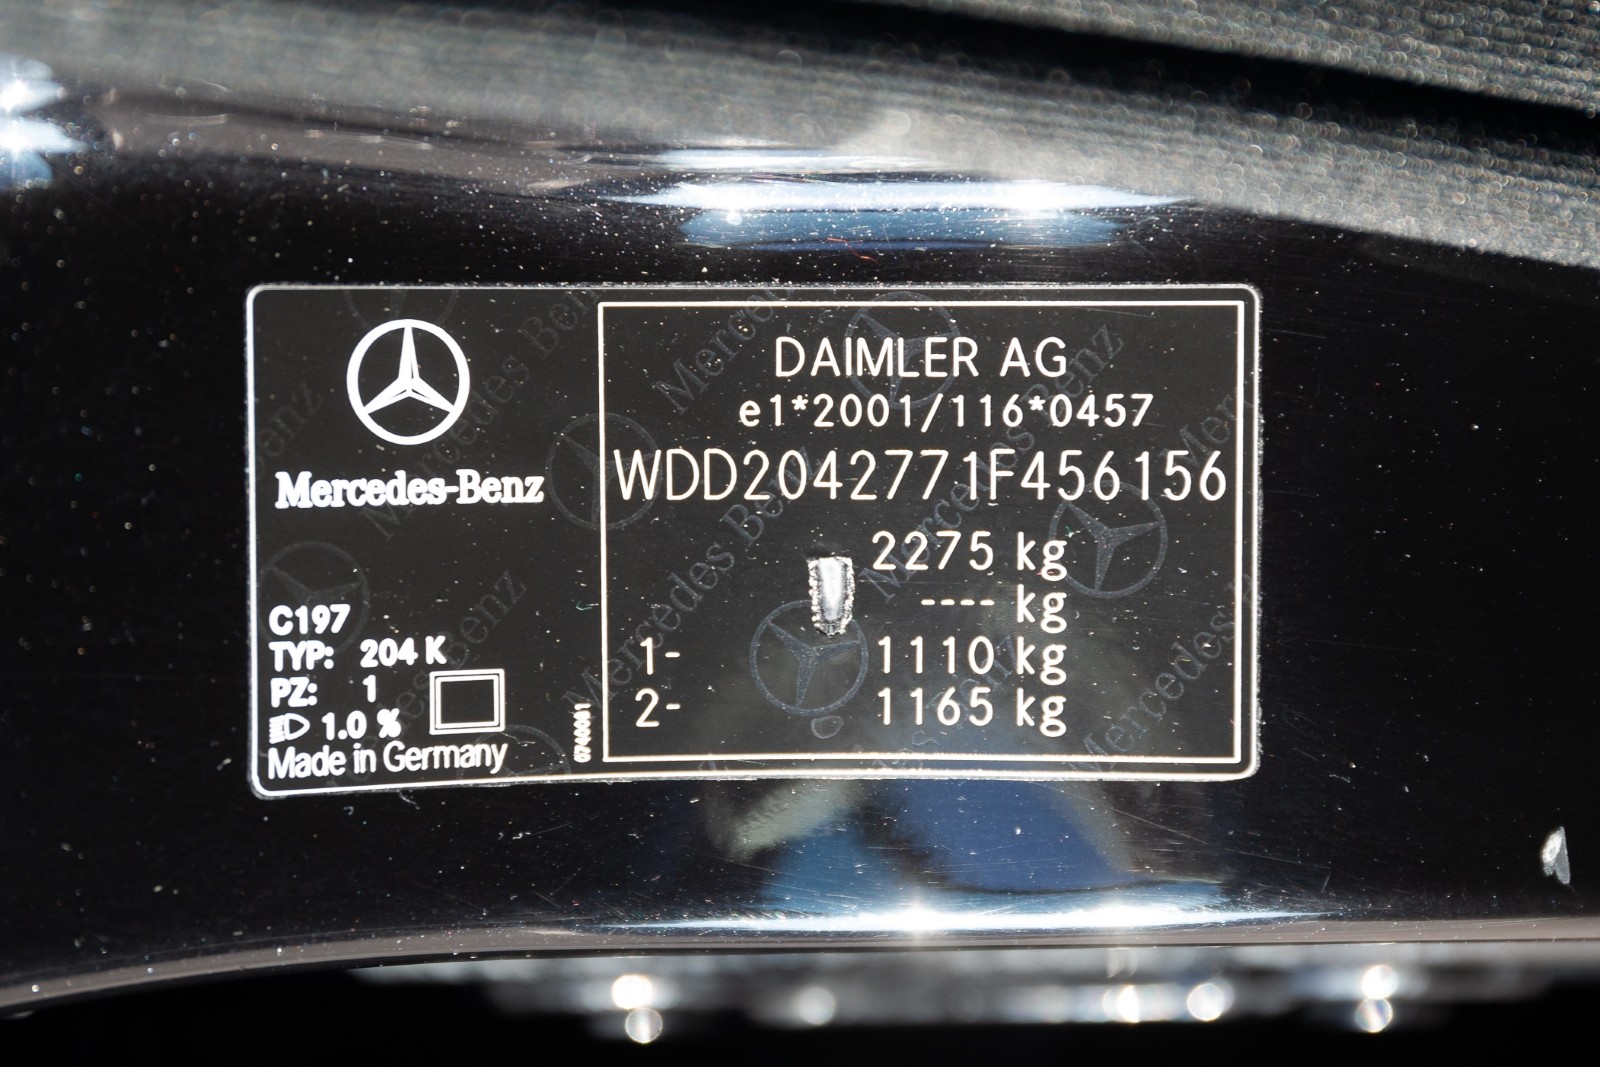 Mercedes-Benz
C197
TYP: 204 K
PZ: 1
1.0 %
Made in Germany
DAIMLER AG
e1*2001/116*0457
WDD2042771F456156
2275 kg
---- kg
1- 1110 kg
2- 1165 kg